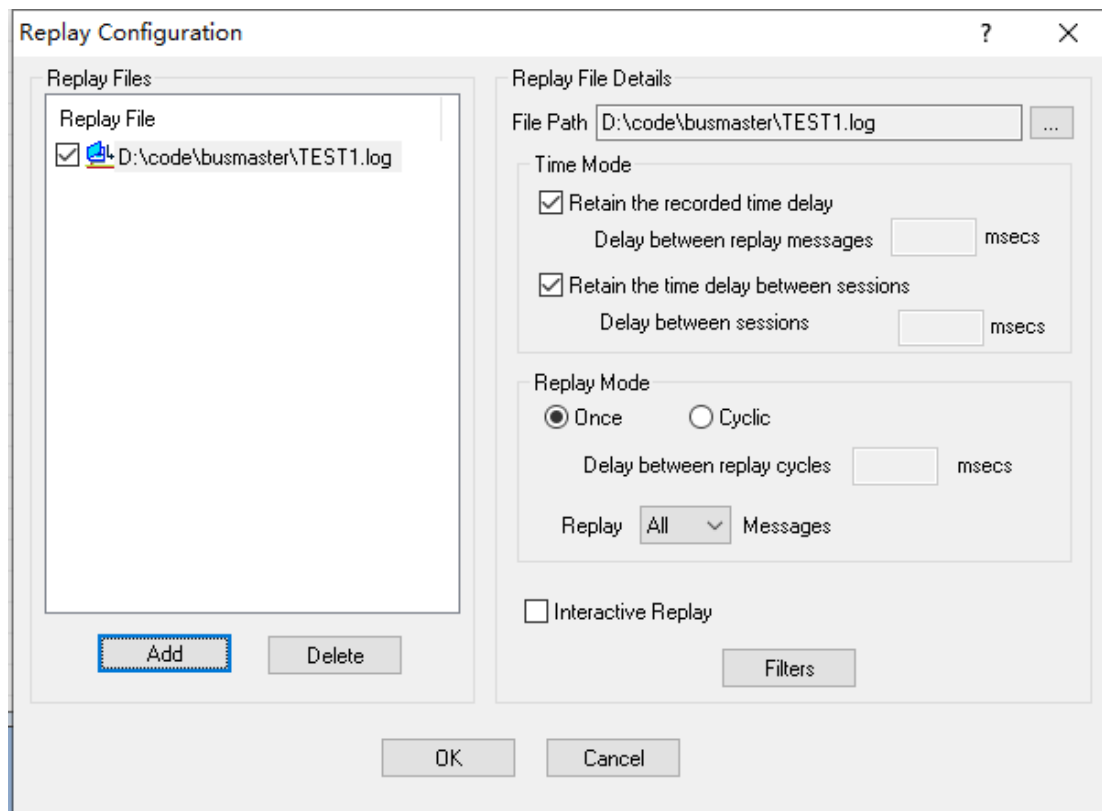 Replay Configuration ?
Replay Files
Replay File
D:\code\busmaster\TEST1.log
Add
Delete
Replay File Details
File Path D:\code\busmaster\TEST1.log ...
Time Mode
Retain the recorded time delay
Delay between replay messages msecs
Retain the time delay between sessions
Delay between sessions msecs
Replay Mode
Once Cyclic
Delay between replay cycles msecs
Replay All Messages
Interactive Replay
Filters
OK Cancel